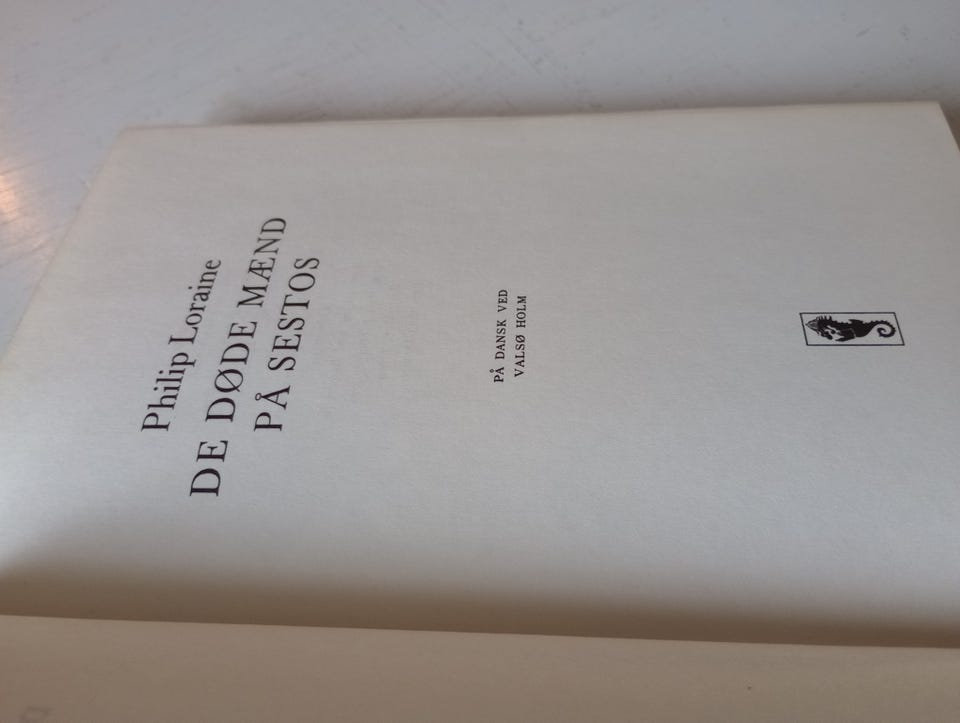 Philip Loraine
DE DØDE MÆND
PÅ SESTOS
PÅ DANSK VED
VALSØ HOLM